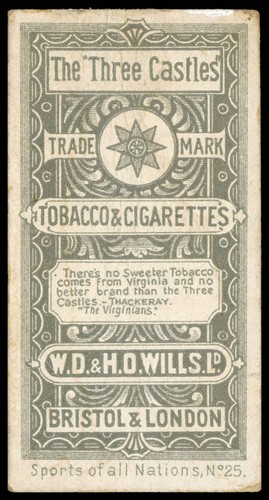 The "Three Castles"
TRADE MARK
TOBACCO & CIGARETTES
There's no Sweeter Tobacco
comes from Virginia and no
better brand than the Three
Castles - THACKERAY.
"The Virginians."
W.D. & H.O. WILLS. LD.
BRISTOL & LONDON
Sports of all Nations, No 25.